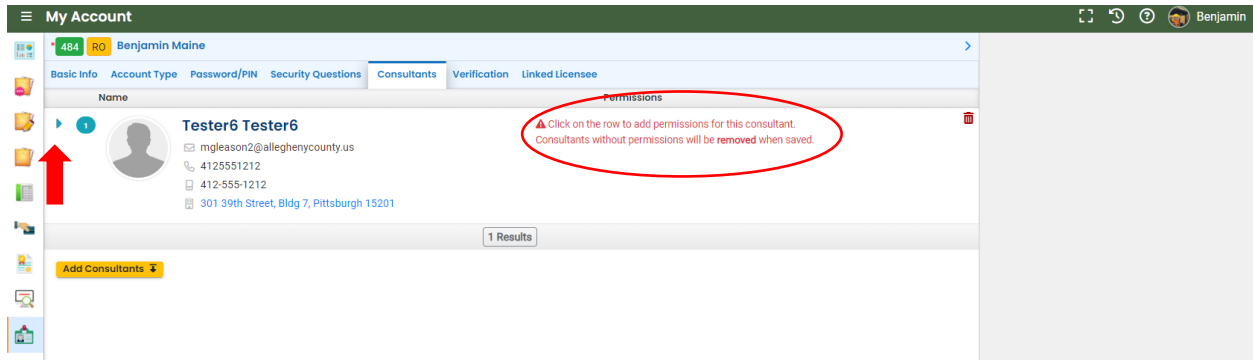 My Account
Benjamin
* 484 RO Benjamin Maine
Basic Info Account Type Password/PIN Security Questions Consultants Verification Linked Licensee
Name Permissions
1
Tester6 Tester6
mgleason2@alleghenycounty.us
4125551212
412-555-1212
301 39th Street, Bldg 7, Pittsburgh 15201
Click on the row to add permissions for this consultant.
Consultants without permissions will be removed when saved.
1 Results
Add Consultants